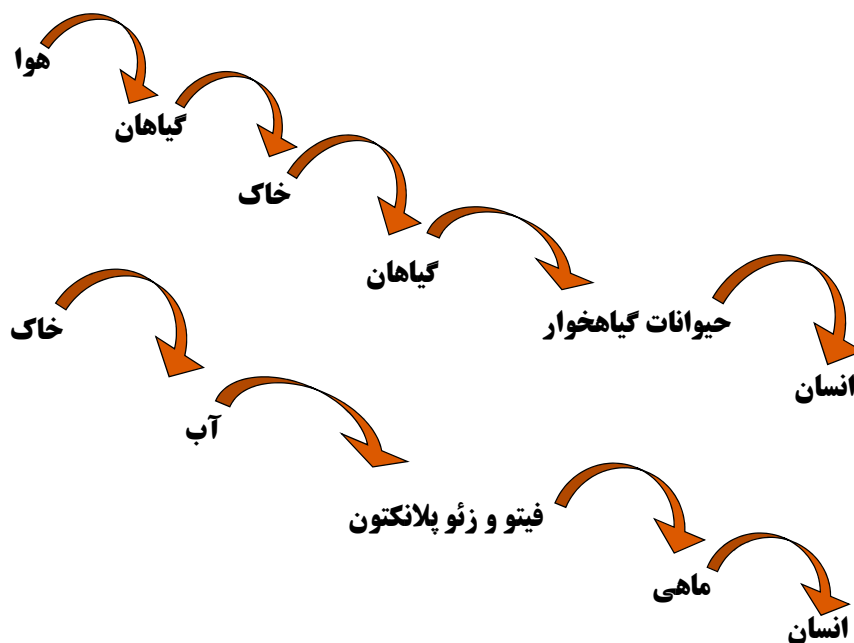 هوا
گیاهان
خاک
گیاهان
حیوانات گیاهخوار
انسان
خاک
آب
فیتو و زئو پلانکتون
ماهی
انسان